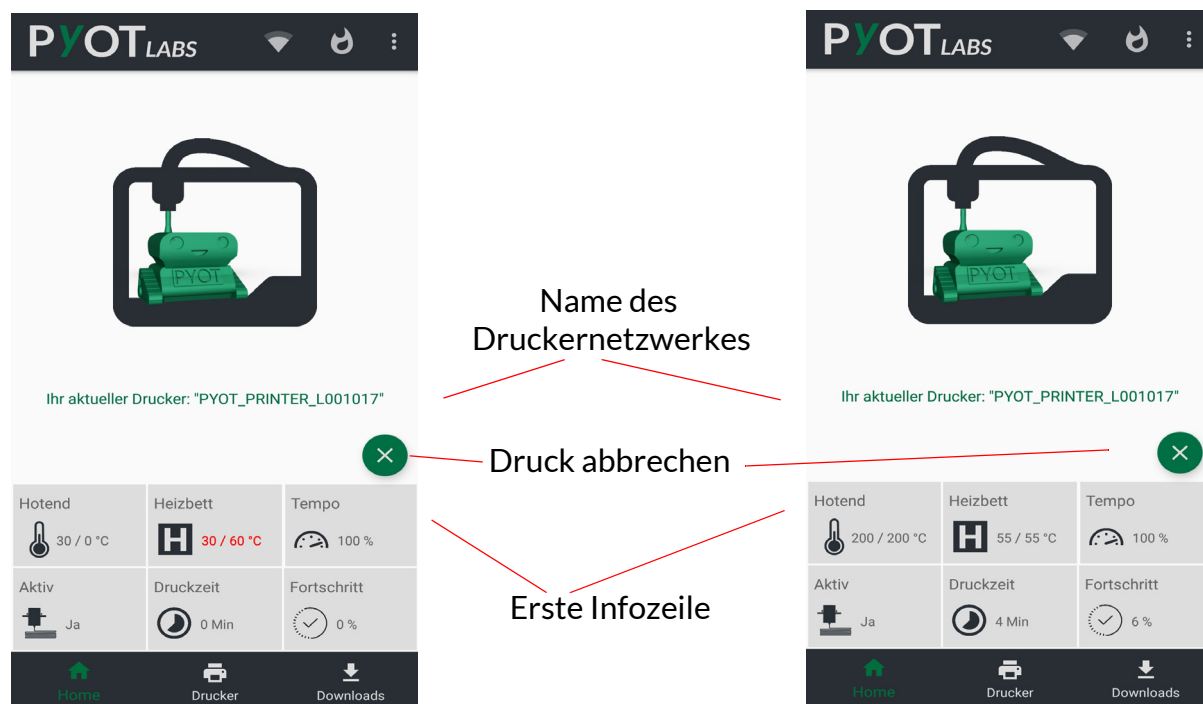 PYOT LABS
Ihr aktueller Drucker: "PYOT_PRINTER_L001017"
Hotend Heizbett Tempo
30 / 0 °C H 30 / 60 °C 100 %
Aktiv Druckzeit Fortschritt
Ja 0 Min 0 %
Home Drucker Downloads
Name des
Druckernetzwerkes
Druck abbrechen
Erste Infozeile
PYOT LABS
Ihr aktueller Drucker: "PYOT_PRINTER_L001017"
Hotend Heizbett Tempo
200 / 200 °C H 55 / 55 °C 100 %
Aktiv Druckzeit Fortschritt
Ja 4 Min 6 %
Home Drucker Downloads
PYOT
PYOT